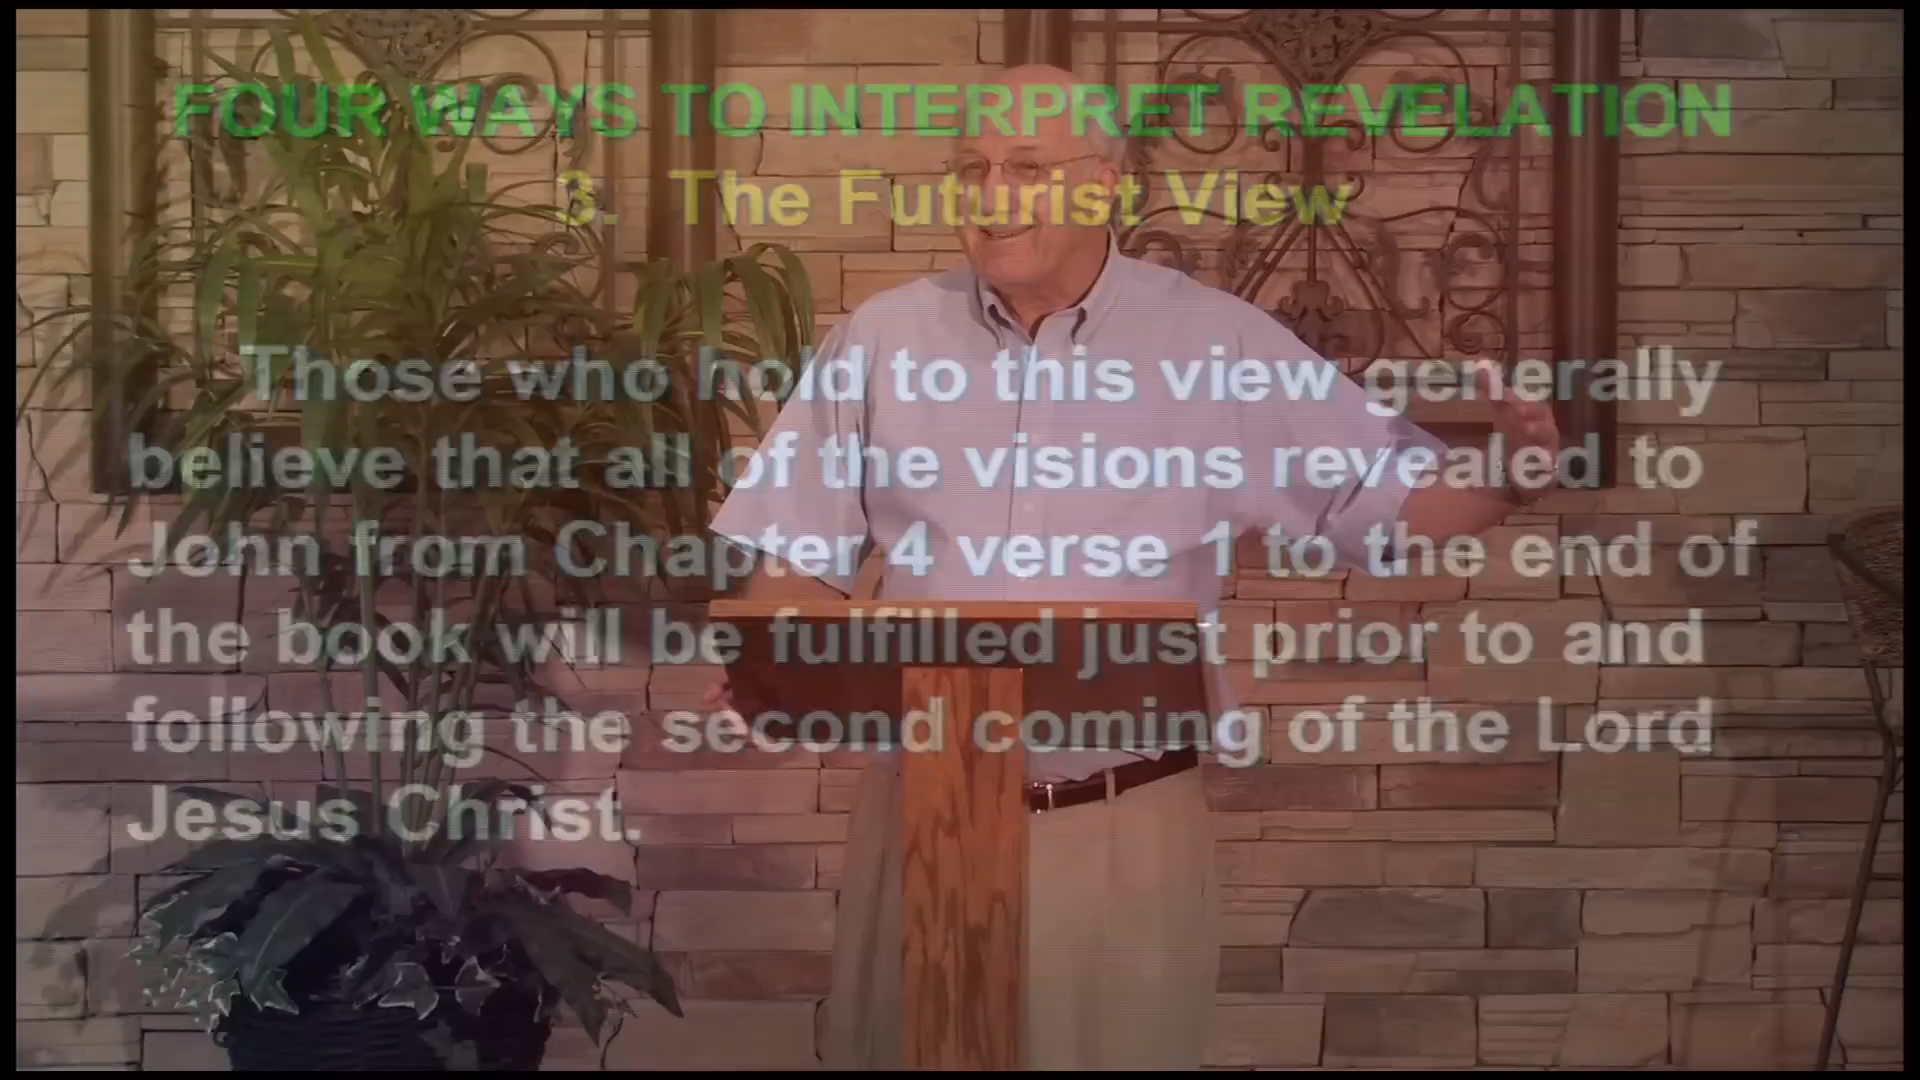 FOUR WAYS TO INTERPRET REVELATION
3. The Futurist View
Those who hold to this view generally
believe that all of the visions revealed to
John from Chapter 4 verse 1 to the end of
the book will be fulfilled just prior to and
following the second coming of the Lord
Jesus Christ.